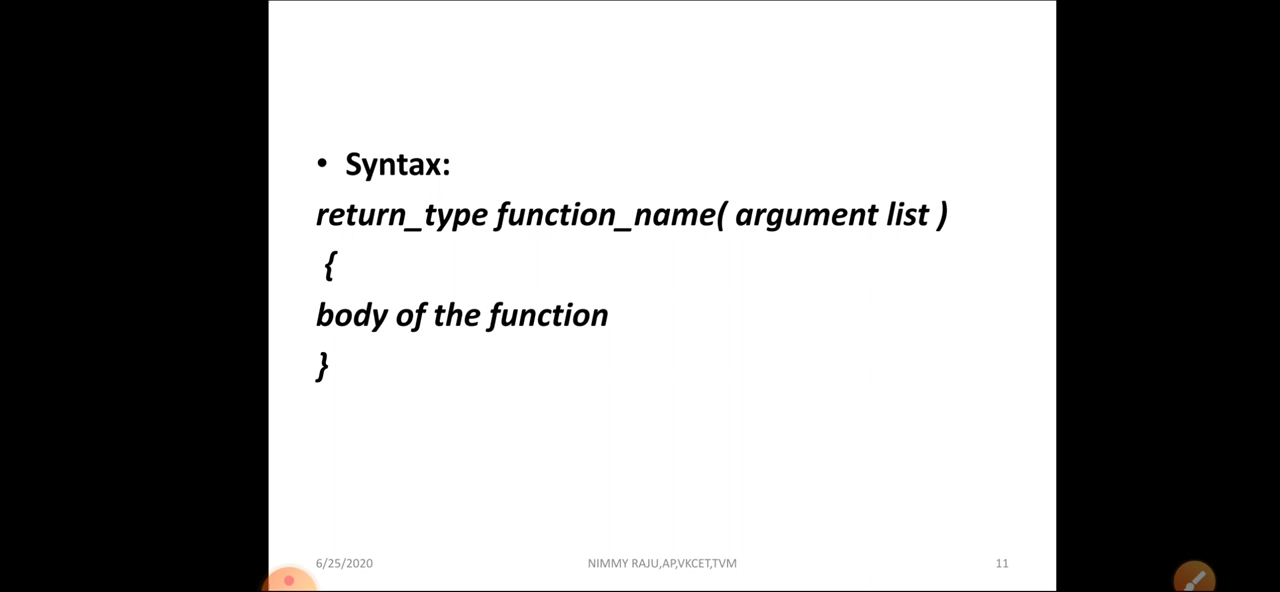 • Syntax:
return_type function_name( argument list )
{
body of the function
}
6/25/2020 NIMMY RAJU,AP,VKCET,TVM 11